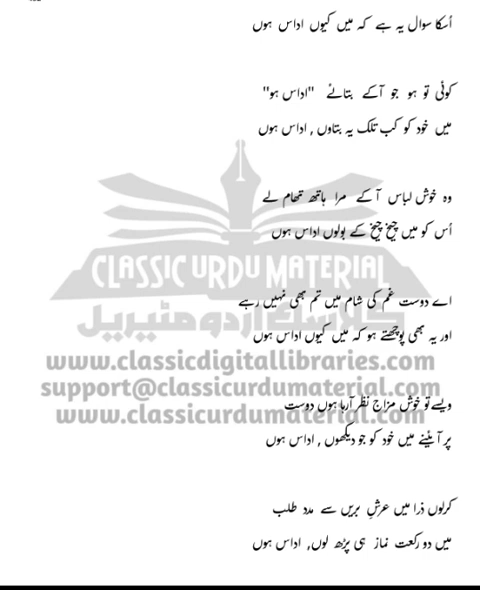 اُسکا سوال یہ ہے کہ میں کیوں اداس ہوں
کوئی تو ہو جو آکے بتائے "اداس ہو"
میں خود کو کب تلک یہ بتاوں , اداس ہوں
وہ خوش لباس آکے مرا ہاتھ تھام لے
اُس کو میں چیخ چیخ کے بولوں اداس ہوں
CLASSIC URDU MATERIAL
اے دوست غم کی شام میں تم بھی نہیں رہے
کلاسک اردو مٹیریل
اور یہ بھی پوچھتے ہو کہ میں کیوں اداس ہوں
www.classicdigitallibraries.com
support@classicurdumaterial.com
ویسے تو خوش مزاج نظر آرہا ہوں دوست
www.classicurdumaterial.com
پر آئینے میں خود کو جو دیکھوں , اداس ہوں
کرلوں ذرا میں عرشِ بریں سے مدد طلب
میں دو رکعت نماز ہی پڑھ لوں, اداس ہوں